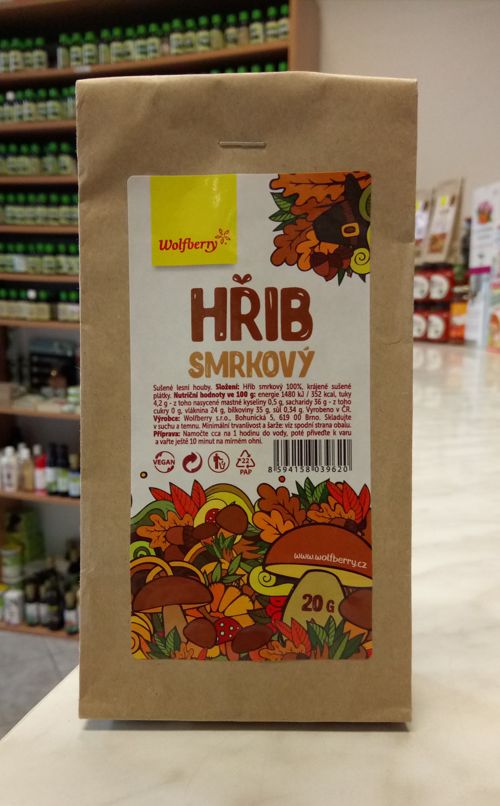 Wolfberry
HŘIB
SMRKOVÝ
Sušené lesní houby. Složení: Hřib smrkový 100%, krájené sušené
plátky. Nutriční hodnoty ve 100 g: energie 1480 kJ / 352 kcal, tuky
4,2 g - z toho nasycené mastné kyseliny 0,5 g, sacharidy 36 g - z toho
cukry 0 g, vláknina 24 g, bílkoviny 35 g, sůl 0,34 g. Vyrobeno v ČR.
Výrobce: Wolfberry s.r.o., Bohunická 5, 619 00 Brno. Skladujte
v suchu a temnu. Minimální trvanlivost a šarže: viz spodní strana obalu.
Příprava: Namočte cca na 1 hodinu do vody, poté přiveďte k varu
a vařte ještě 10 minut na mírném ohni.
VEGAN
22
PAP
8594158039620
www.wolfberry.cz
20 G